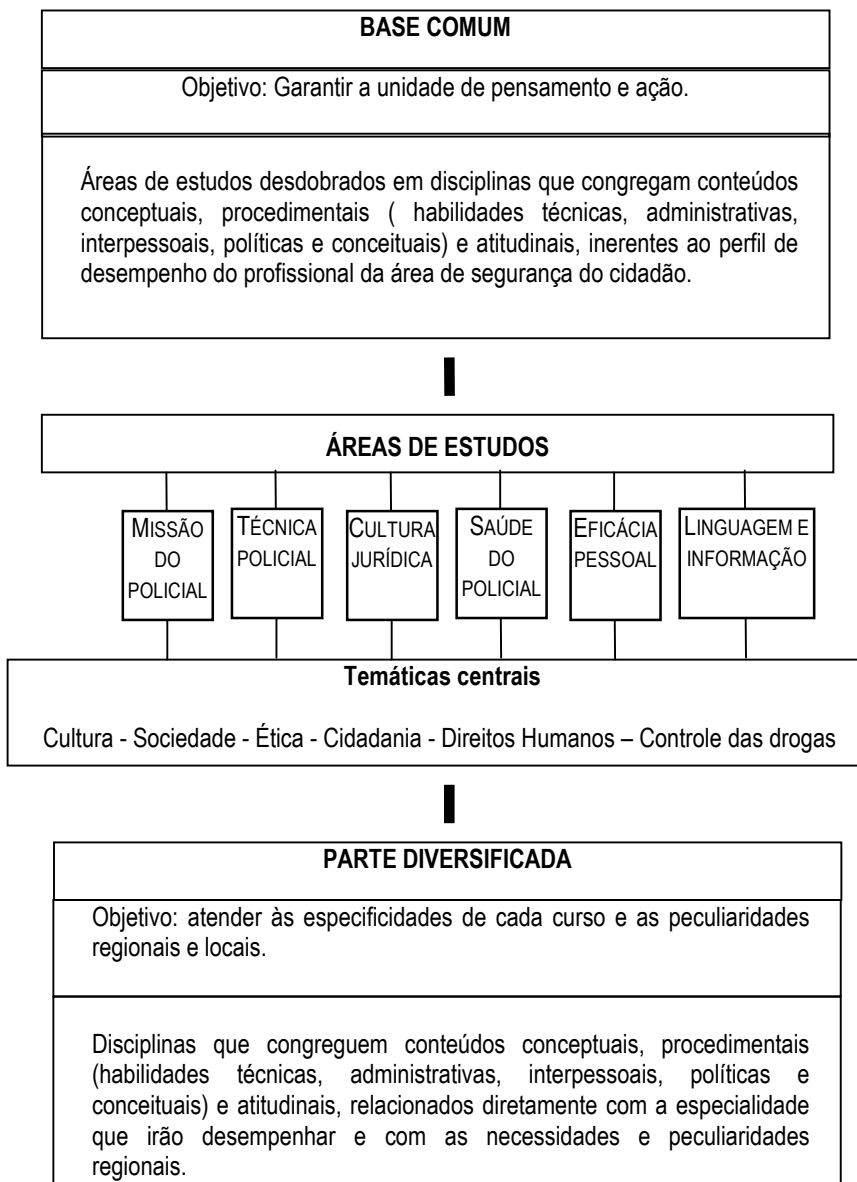 BASE COMUM
Objetivo: Garantir a unidade de pensamento e ação.
Áreas de estudos desdobrados em disciplinas que congregam conteúdos
conceptuais, procedimentais ( habilidades técnicas, administrativas,
interpessoais, políticas e conceituais) e atitudinais, inerentes ao perfil de
desempenho do profissional da área de segurança do cidadão.
ÁREAS DE ESTUDOS
MISSÃO
DO
POLICIAL
TÉCNICA
POLICIAL
CULTURA
JURÍDICA
SAÚDE
DO
POLICIAL
EFICÁCIA
PESSOAL
LINGUAGEM E
INFORMAÇÃO
Temáticas centrais
Cultura - Sociedade - Ética - Cidadania - Direitos Humanos – Controle das drogas
PARTE DIVERSIFICADA
Objetivo: atender às especificidades de cada curso e as peculiaridades
regionais e locais.
Disciplinas que congreguem conteúdos conceptuais, procedimentais
(habilidades técnicas, administrativas, interpessoais, políticas e
conceituais) e atitudinais, relacionados diretamente com a especialidade
que irão desempenhar e com as necessidades e peculiaridades
regionais.